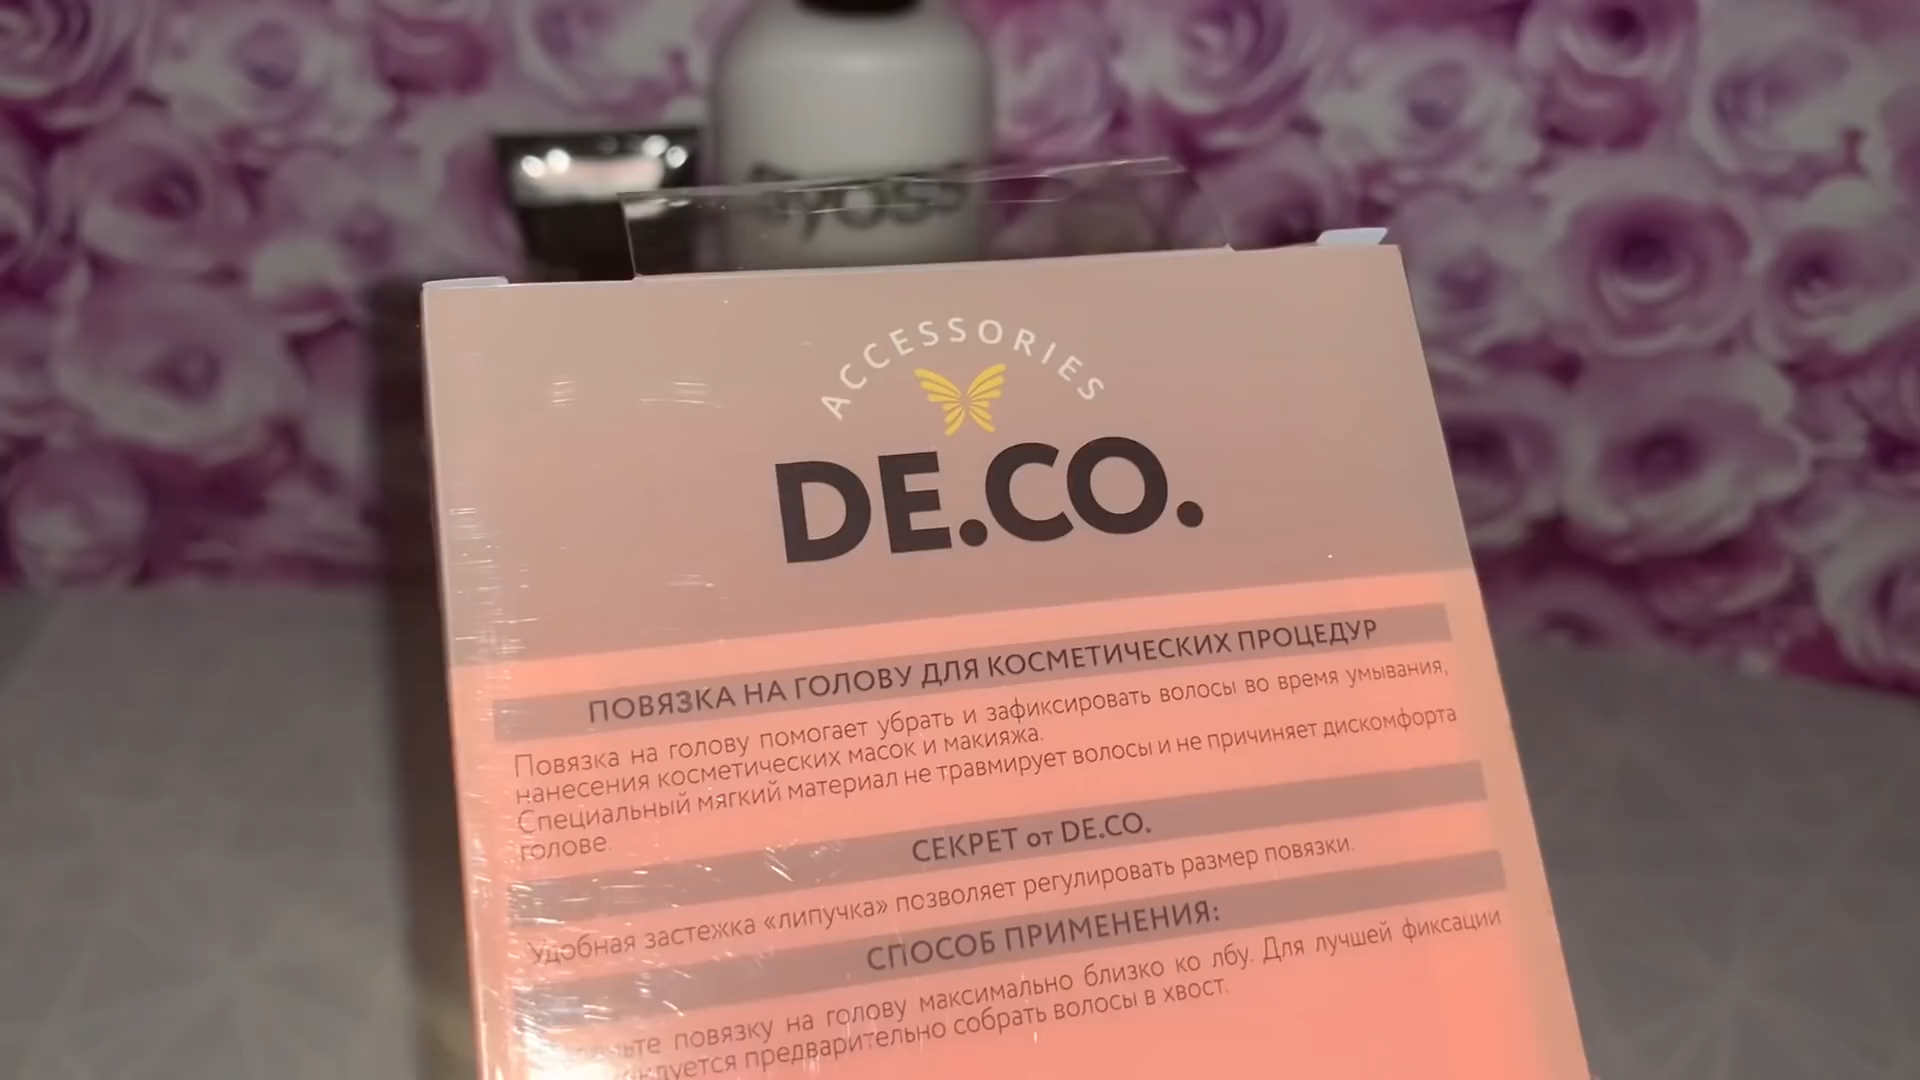 syoss
ACCESSORIES
DE.CO.
ПОВЯЗКА НА ГОЛОВУ ДЛЯ КОСМЕТИЧЕСКИХ ПРОЦЕДУР
Повязка на голову помогает убрать и зафиксировать волосы во время умывания,
нанесения косметических масок и макияжа.
Специальный мягкий материал не травмирует волосы и не причиняет дискомфорта
голове.
СЕКРЕТ от DE.CO.
Удобная застежка «липучка» позволяет регулировать размер повязки.
СПОСОБ ПРИМЕНЕНИЯ:
повязку на голову максимально близко ко лбу. Для лучшей фиксации
предварительно собрать волосы в хвост.